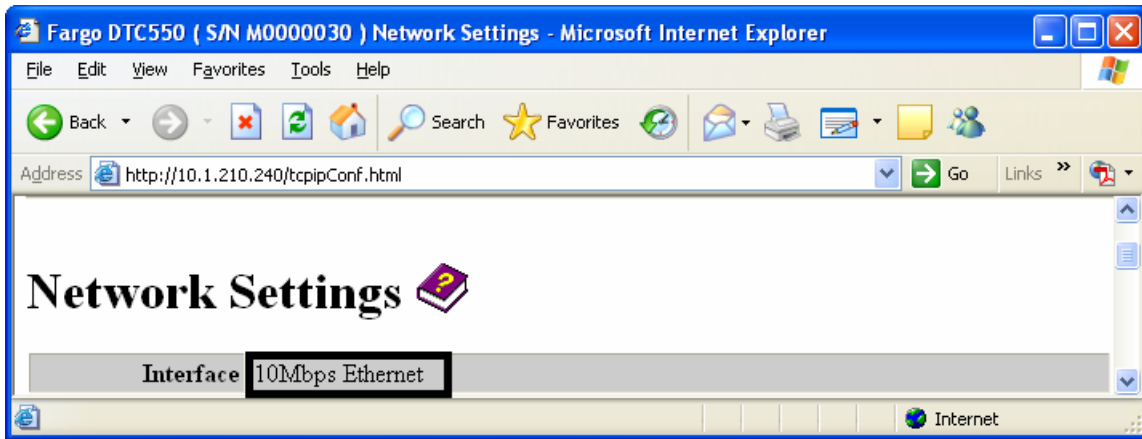 Fargo DTC550 ( S/N M0000030 ) Network Settings - Microsoft Internet Explorer
File Edit View Favorites Tools Help
Back Search Favorites
Address http://10.1.210.240/tcpipConf.html Go Links »
Network Settings ?
Interface 10Mbps Ethernet
Internet